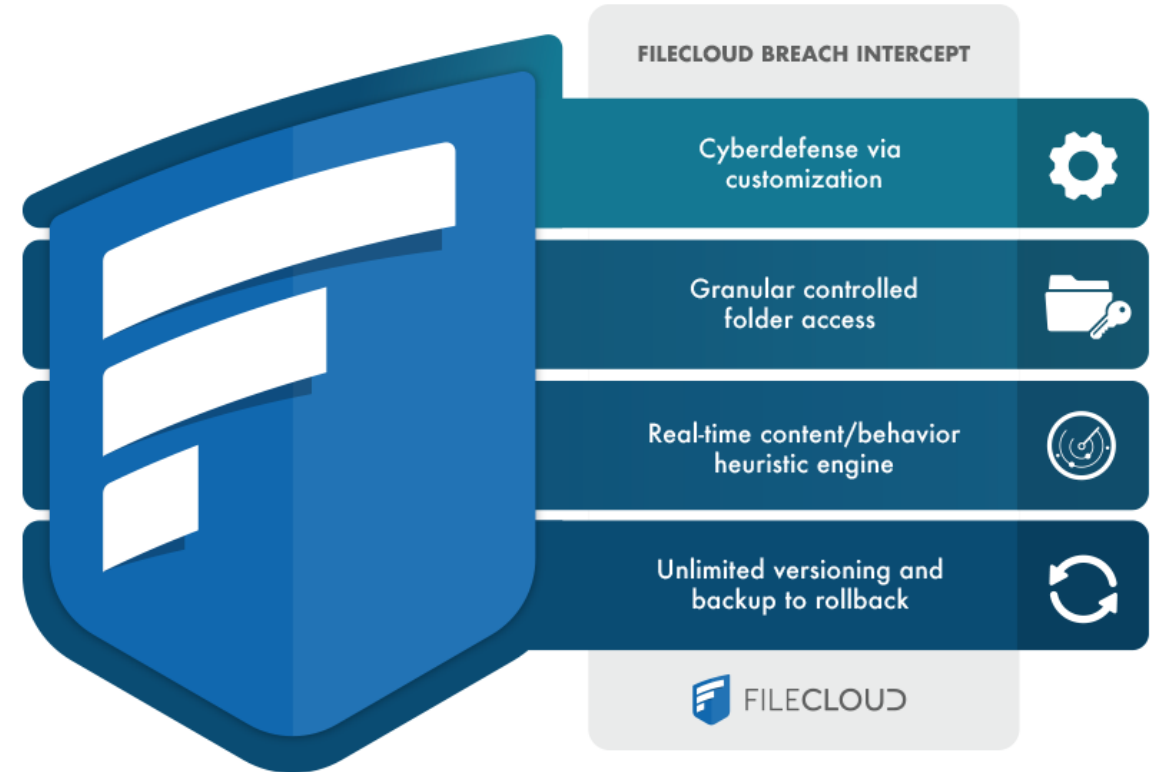 FILECLOUD BREACH INTERCEPT
Cyberdefense via
customization
Granular controlled
folder access
Real-time content/behavior
heuristic engine
Unlimited versioning and
backup to rollback
FILECLOUD